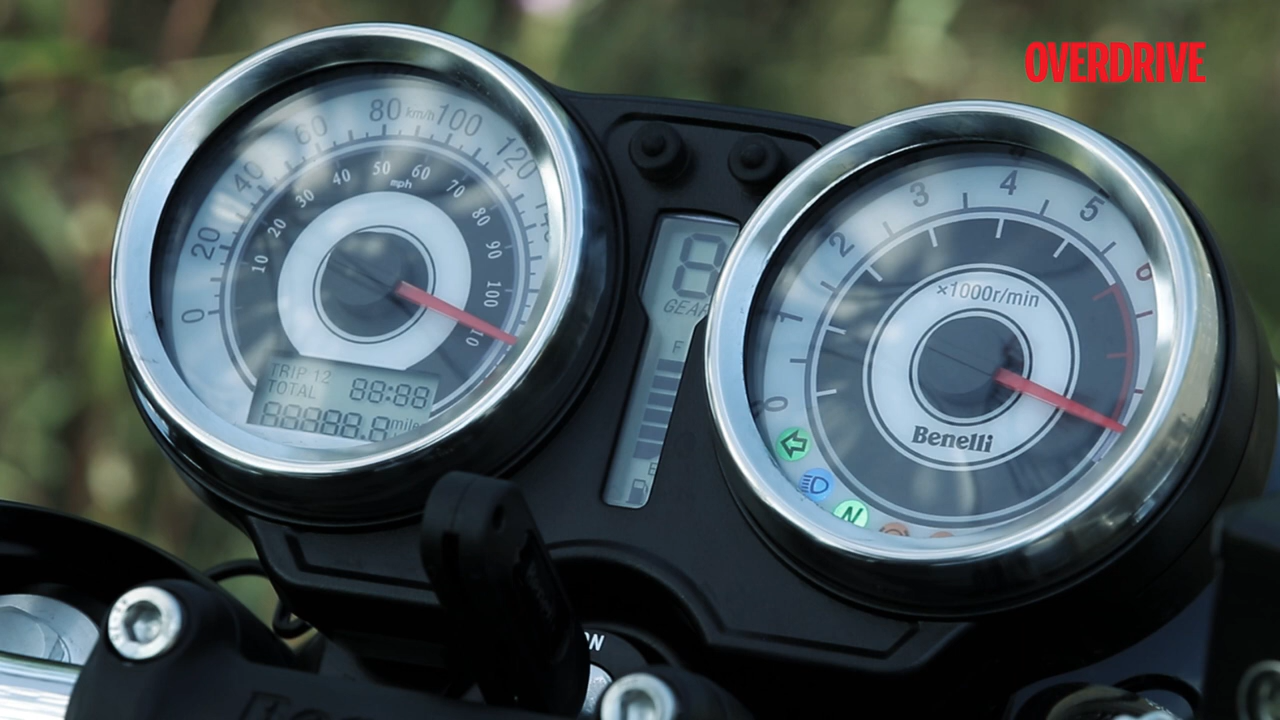 OVERDRIVE
0
20
40
60
80 km/h 100
120
10
20
30
40
50
60
70
80
90
100
mph
TRIP 12
TOTAL
88:88
88888.8 mile
8
GEAR
F
E
0
1
2
3
4
5
6
×1000r/min
Benelli
N